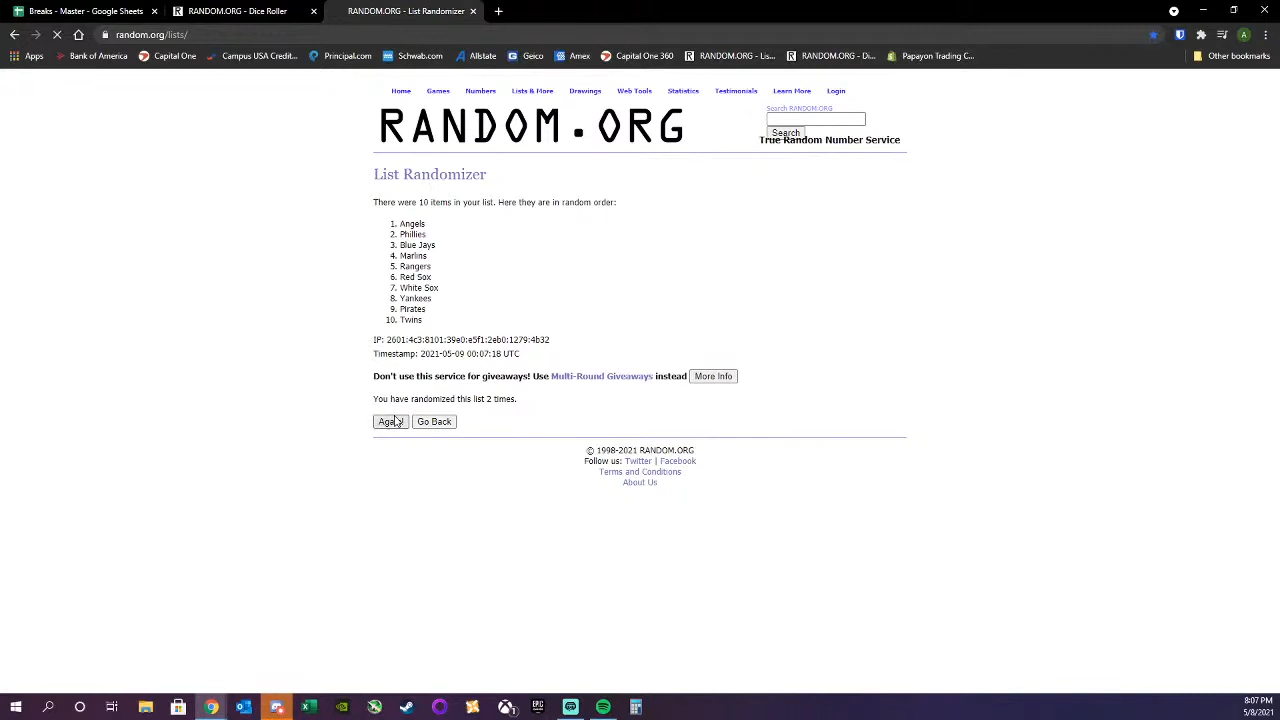 Breaks - Master - Google Sheets
RANDOM.ORG - Dice Roller
RANDOM.ORG - List Randomizer
random.org/lists/
A
Apps
Bank of America
Capital One
Campus USA Credit...
Principal.com
Schwab.com
Allstate
Geico
Amex
Capital One 360
RANDOM.ORG - Lis...
RANDOM.ORG - Di...
Papayon Trading C...
Other bookmarks
Home Games Numbers Lists & More Drawings Web Tools Statistics Testimonials Learn More Login
RANDOM.ORG
Search RANDOM.ORG
Search
True Random Number Service
List Randomizer
There were 10 items in your list. Here they are in random order:
1. Angels
2. Phillies
3. Blue Jays
4. Marlins
5. Rangers
6. Red Sox
7. White Sox
8. Yankees
9. Pirates
10. Twins
IP: 2601:4c3:8101:39e0:e5f1:2eb0:1279:4b32
Timestamp: 2021-05-09 00:07:18 UTC
Don't use this service for giveaways! Use Multi-Round Giveaways instead More Info
You have randomized this list 2 times.
Again! Go Back
© 1998-2021 RANDOM.ORG
Follow us: Twitter | Facebook
Terms and Conditions
About Us
EPIC
8:07 PM
5/8/2021